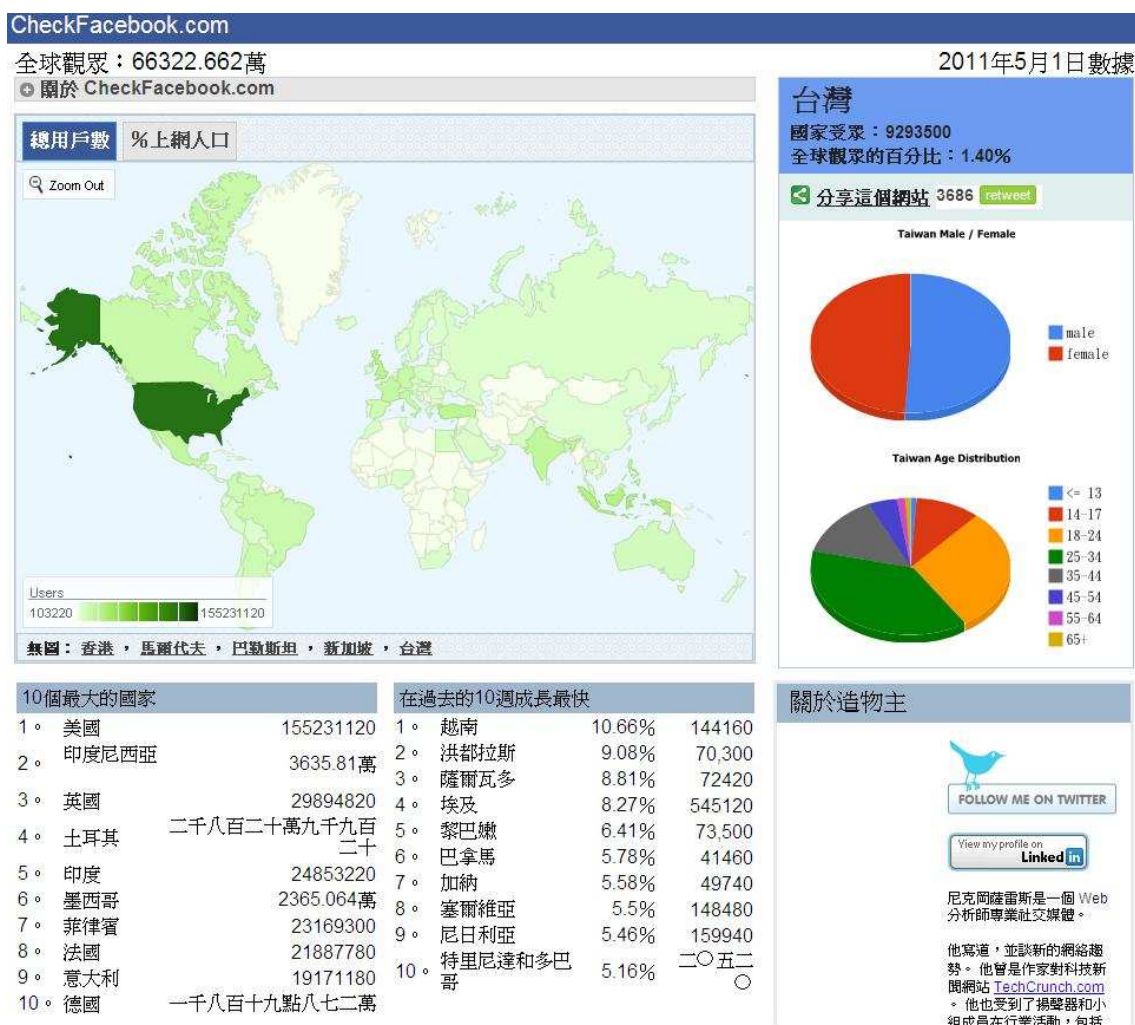 CheckFacebook.com
全球觀眾：66322.662萬
2011年5月1日數據
關於 CheckFacebook.com
總用戶數
%上網人口
Zoom Out
Users
103220
155231120
無圖：香港，馬爾代夫，巴勒斯坦，新加坡，台灣
台灣
國家受眾：9293500
全球觀眾的百分比：1.40%
分享這個網站 3686 retweet
Taiwan Male / Female
male
female
Taiwan Age Distribution
<= 13
14-17
18-24
25-34
35-44
45-54
55-64
65+
10個最大的國家
1。 美國 155231120
2。 印度尼西亞 3635.81萬
3。 英國 29894820
4。 土耳其 二千八百二十萬九千九百
二十
5。 印度 24853220
6。 墨西哥 2365.064萬
7。 菲律賓 23169300
8。 法國 21887780
9。 意大利 19171180
10。 德國 一千八百十九點八七二萬
在過去的10週成長最快
1。 越南 10.66% 144160
2。 洪都拉斯 9.08% 70,300
3。 薩爾瓦多 8.81% 72420
4。 埃及 8.27% 545120
5。 黎巴嫩 6.41% 73,500
6。 巴拿馬 5.78% 41460
7。 加納 5.58% 49740
8。 塞爾維亞 5.5% 148480
9。 尼日利亞 5.46% 159940
10。 特里尼達和多巴 5.16% 二〇五二
哥 〇
關於造物主
FOLLOW ME ON TWITTER
View my profile on
Linked in
尼克岡薩雷斯是一個 Web
分析師專業社交媒體。
他寫道，並談新的網絡趨
勢。 他曾是作家對科技新
聞網站 TechCrunch.com
。 他也受到了揚聲器和小
組成員在行業活動，包括